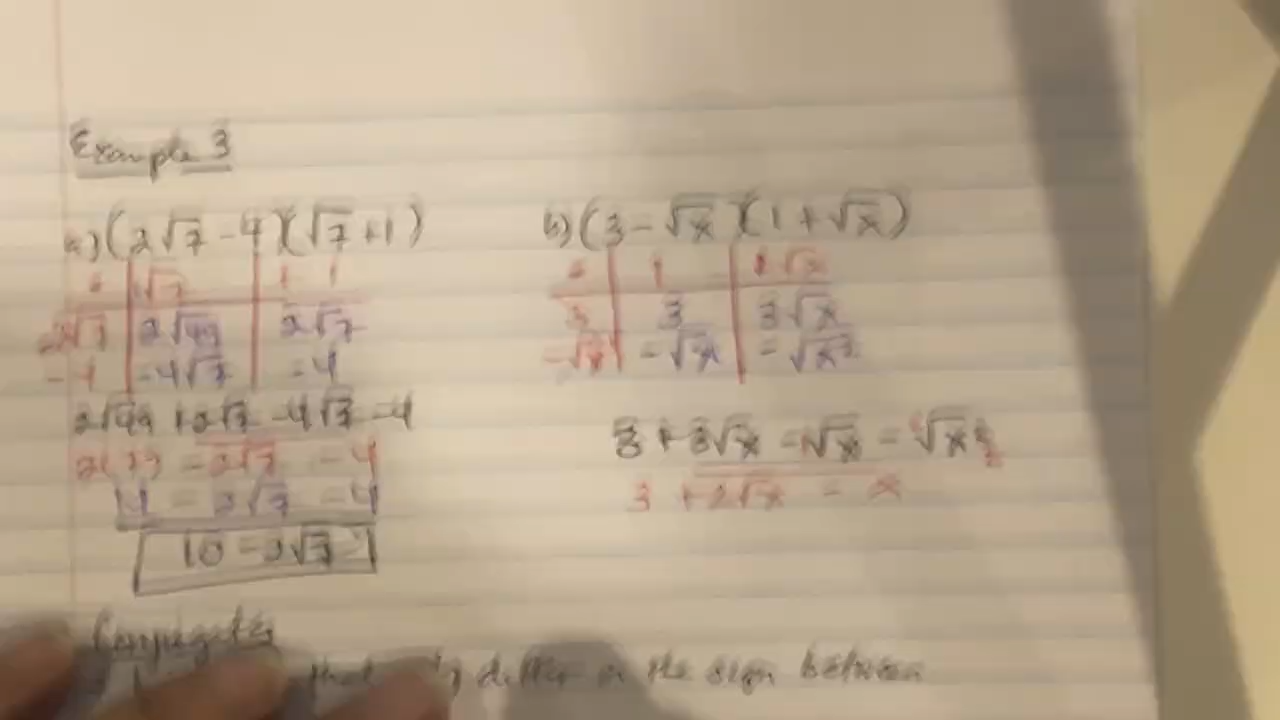 Example 3
a) (2√7 - 4)(√7 + 1)
√7 | 1
2√7 | 2√49 | 2√7
-4 | -4√7 | -4
2√49 + 2√7 - 4√7 - 4
2(7) - 2√7 - 4
14 - 2√7 - 4
10 - 2√7
b) (3 - √x)(1 + √x)
1 | √x
3 | 3 | 3√x
-√x | -√x | -√x²
3 + 3√x - √x - √x²
3 + 2√x - x
Conjugates
that differ in the sign between